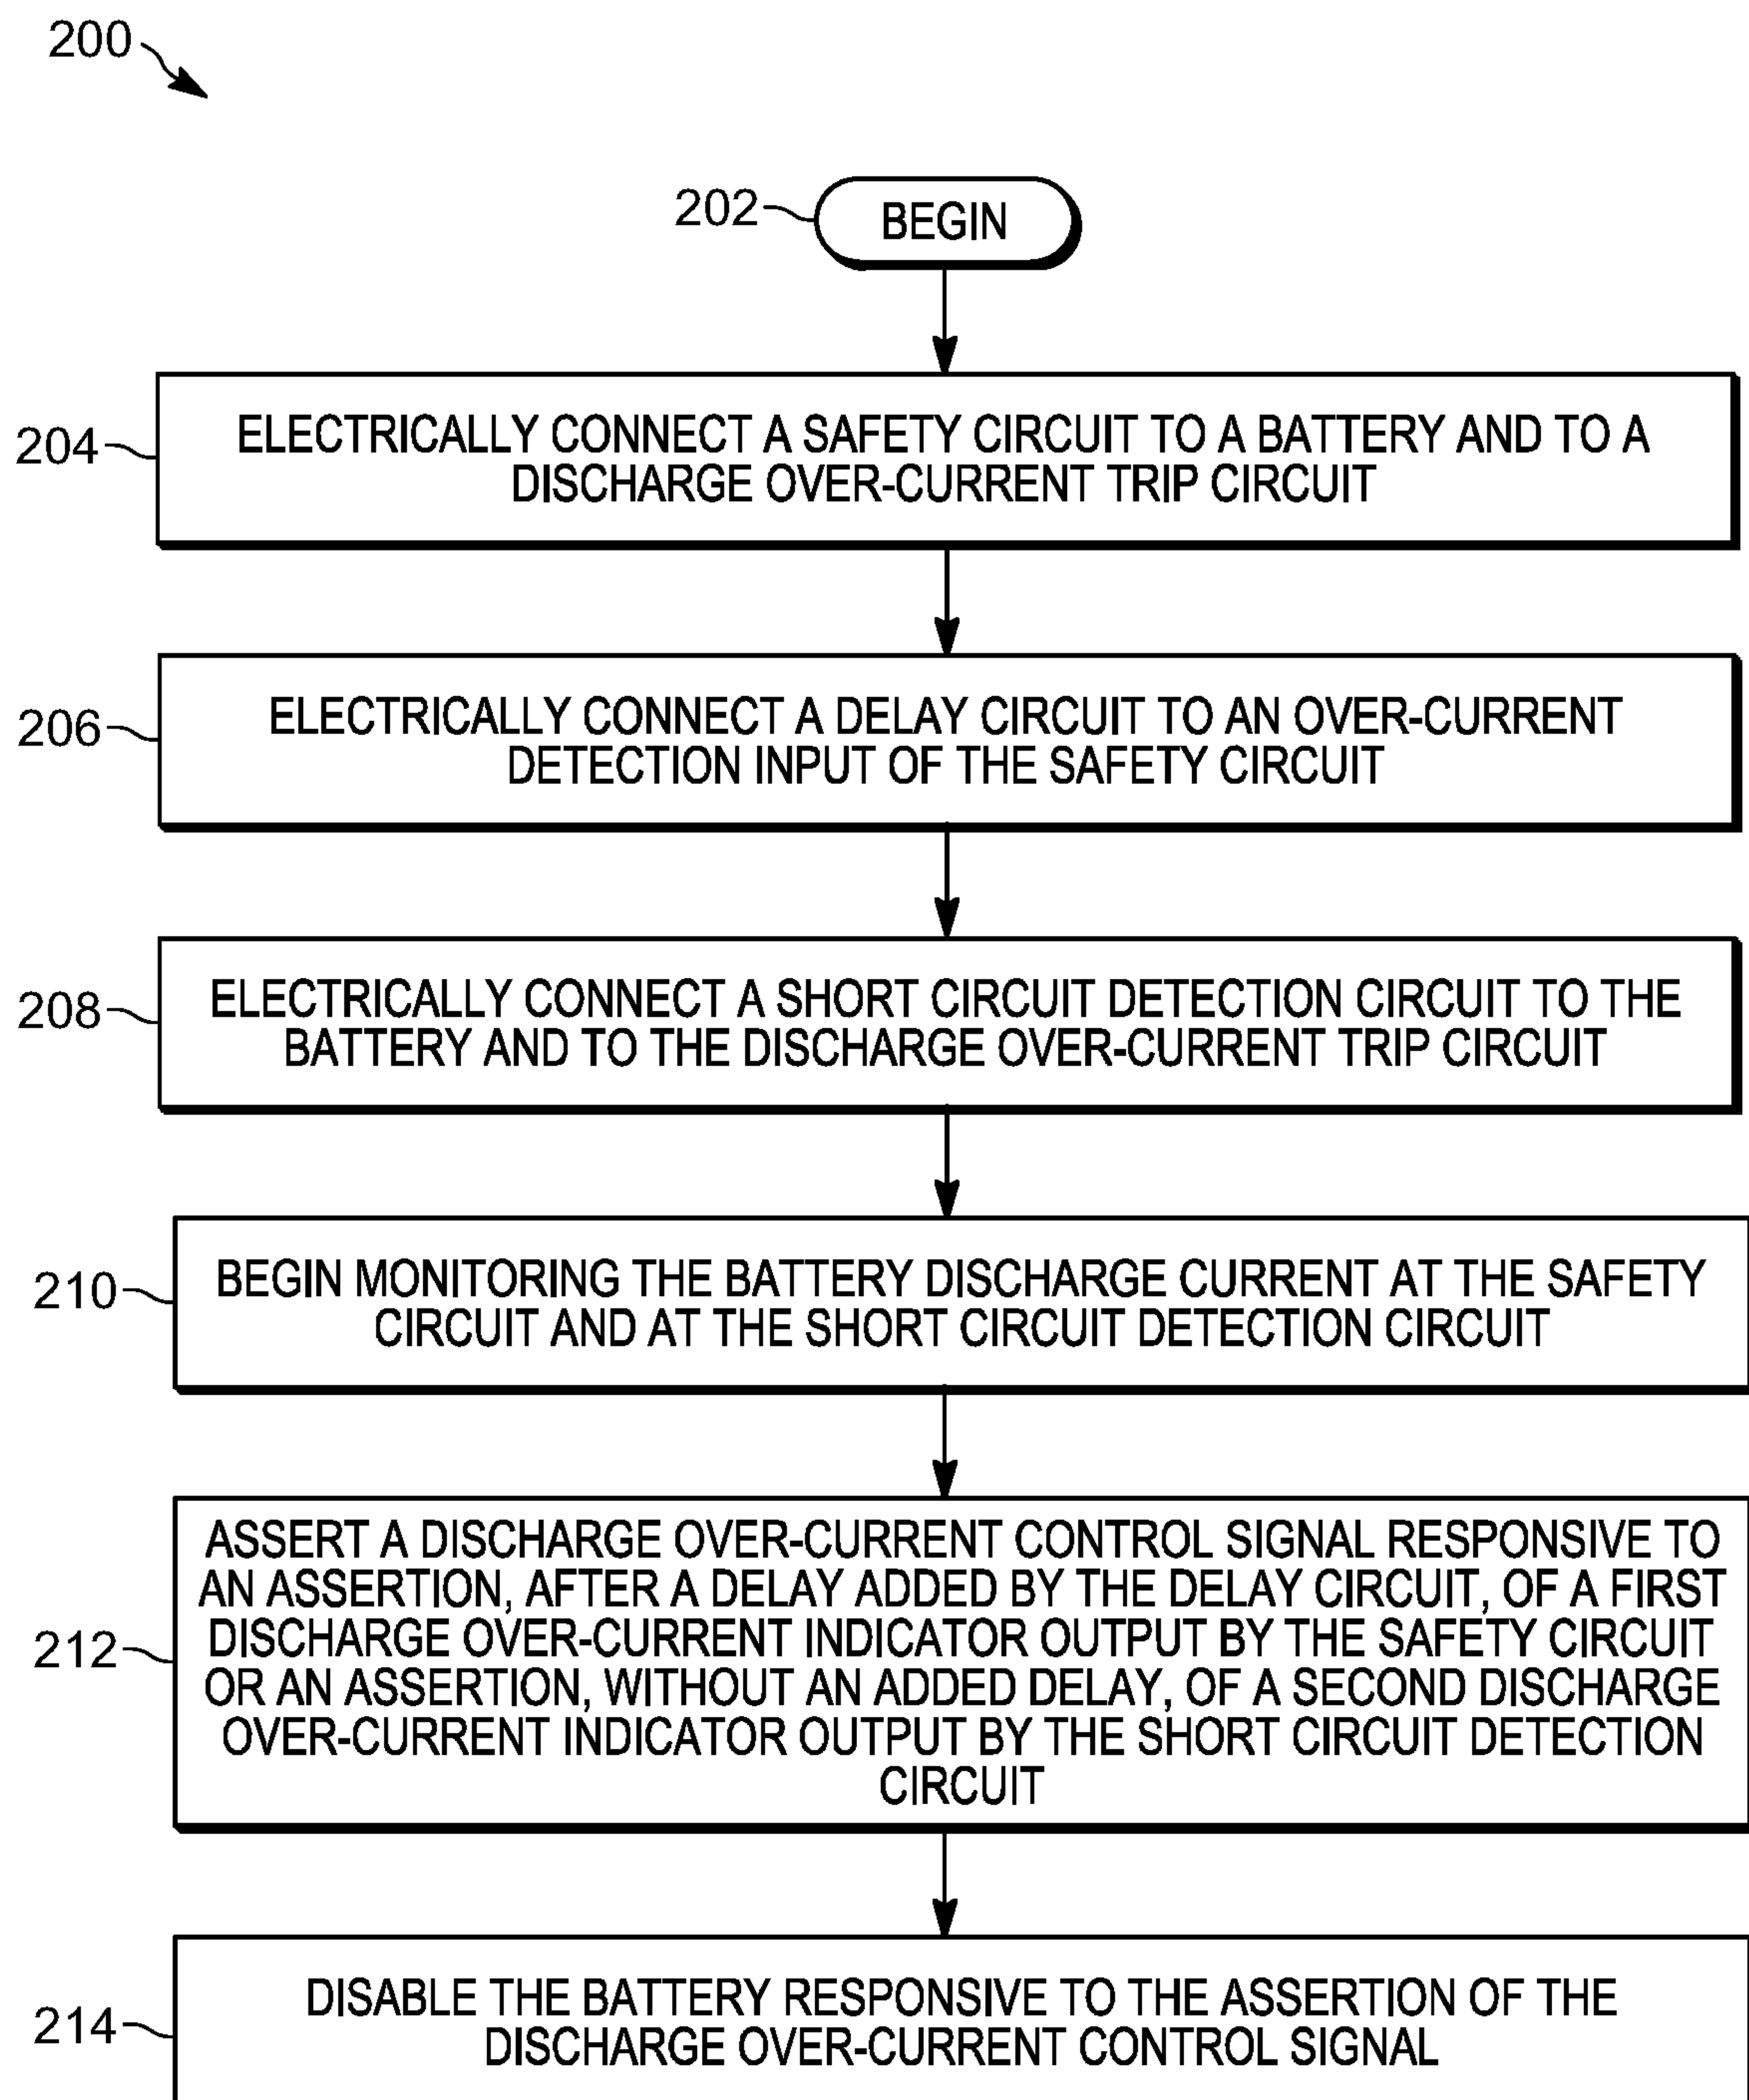 200
202
BEGIN
204
ELECTRICALLY CONNECT A SAFETY CIRCUIT TO A BATTERY AND TO A
DISCHARGE OVER-CURRENT TRIP CIRCUIT
206
ELECTRICALLY CONNECT A DELAY CIRCUIT TO AN OVER-CURRENT
DETECTION INPUT OF THE SAFETY CIRCUIT
208
ELECTRICALLY CONNECT A SHORT CIRCUIT DETECTION CIRCUIT TO THE
BATTERY AND TO THE DISCHARGE OVER-CURRENT TRIP CIRCUIT
210
BEGIN MONITORING THE BATTERY DISCHARGE CURRENT AT THE SAFETY
CIRCUIT AND AT THE SHORT CIRCUIT DETECTION CIRCUIT
212
ASSERT A DISCHARGE OVER-CURRENT CONTROL SIGNAL RESPONSIVE TO
AN ASSERTION, AFTER A DELAY ADDED BY THE DELAY CIRCUIT, OF A FIRST
DISCHARGE OVER-CURRENT INDICATOR OUTPUT BY THE SAFETY CIRCUIT
OR AN ASSERTION, WITHOUT AN ADDED DELAY, OF A SECOND DISCHARGE
OVER-CURRENT INDICATOR OUTPUT BY THE SHORT CIRCUIT DETECTION
CIRCUIT
214
DISABLE THE BATTERY RESPONSIVE TO THE ASSERTION OF THE
DISCHARGE OVER-CURRENT CONTROL SIGNAL